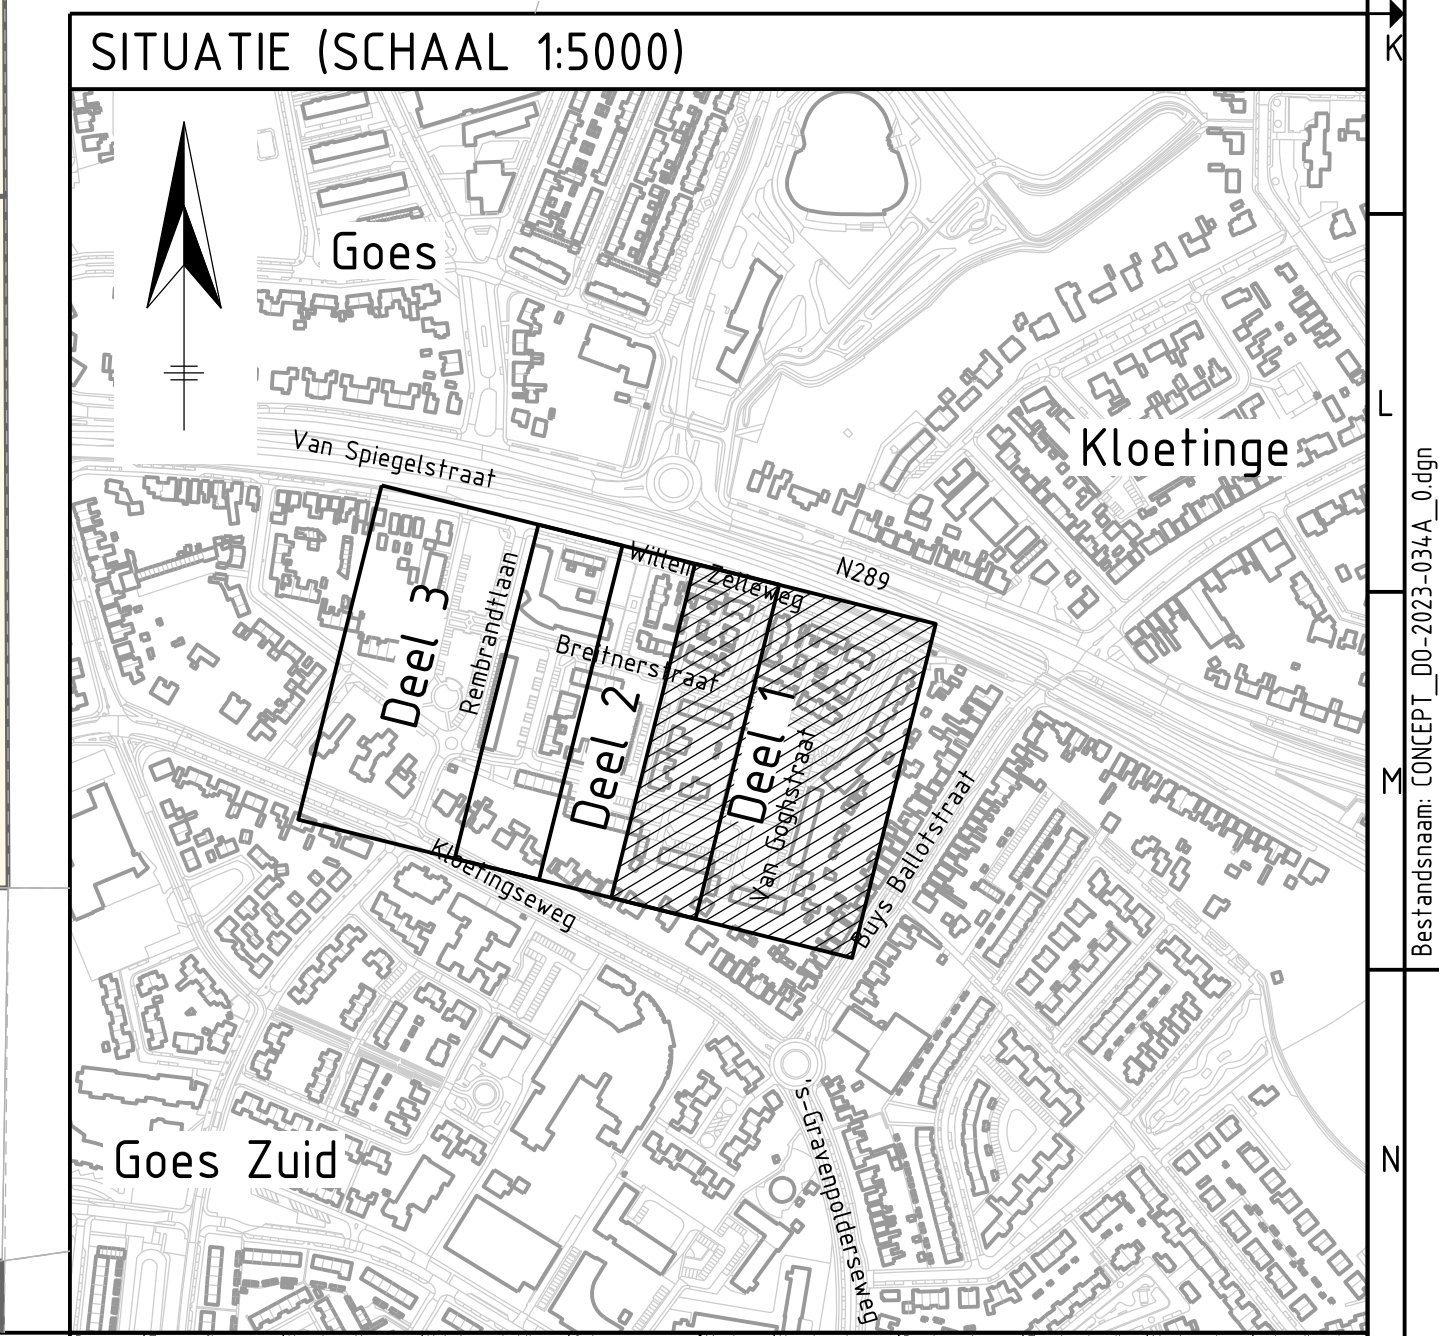 SITUATIE (SCHAAL 1:5000)
K
Goes
L
Van Spiegelstraat
Kloetinge
Willem Zelleweg
N289
Deel 3
Rembrandtlaan
Breitnerstraat
Deel 2
Deel 1
Van Goghstraat
Buys Ballotstraat
M
Bestandsnaam: CONCEPT_DO-2023-034A_0.dgn
Kloetingseweg
's-Gravenpolderseweg
Goes Zuid
N